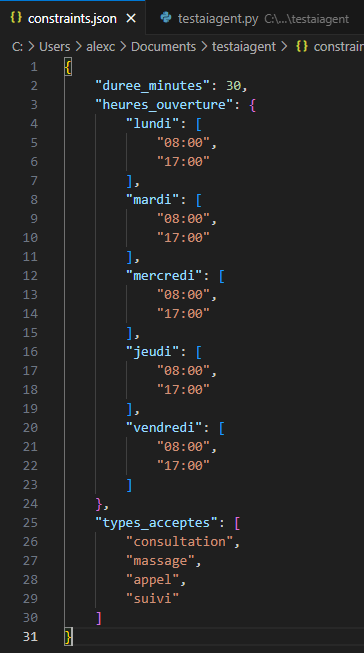 {} constraints.json ×
testaiagent.py C:\...\testaiagent
C: > Users > alexc > Documents > testaiagent > {} constrain
1 {
2     "duree_minutes": 30,
3     "heures_ouverture": {
4         "lundi": [
5             "08:00",
6             "17:00"
7         ],
8         "mardi": [
9             "08:00",
10             "17:00"
11         ],
12         "mercredi": [
13             "08:00",
14             "17:00"
15         ],
16         "jeudi": [
17             "08:00",
18             "17:00"
19         ],
20         "vendredi": [
21             "08:00",
22             "17:00"
23         ]
24     },
25     "types_acceptes": [
26         "consultation",
27         "massage",
28         "appel",
29         "suivi"
30     ]
31 }